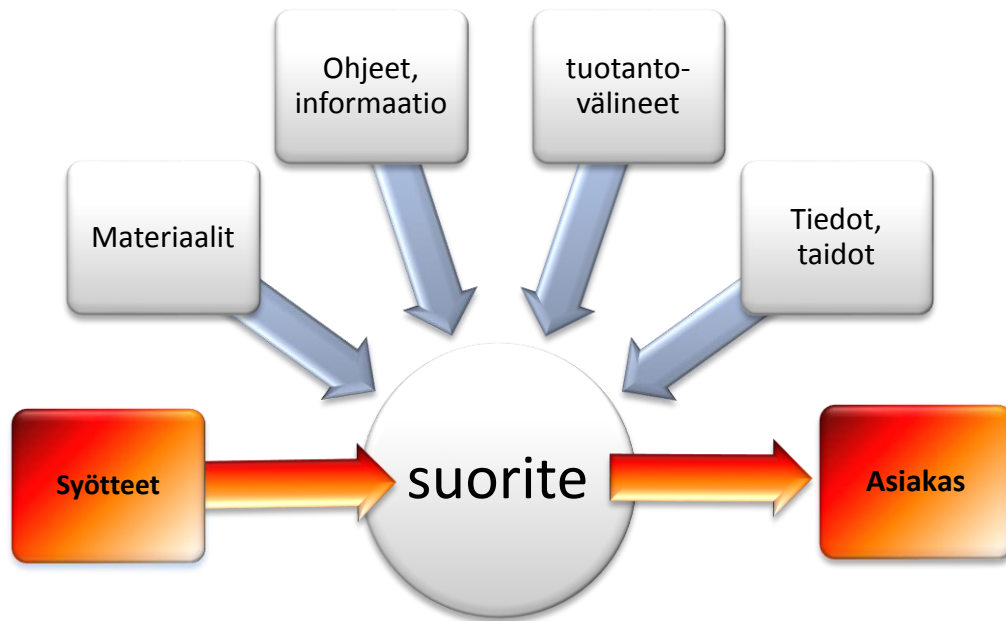 Ohjeet,
informaatio
tuotanto-
välineet
Materiaalit
Tiedot,
taidot
Syötteet
suorite
Asiakas